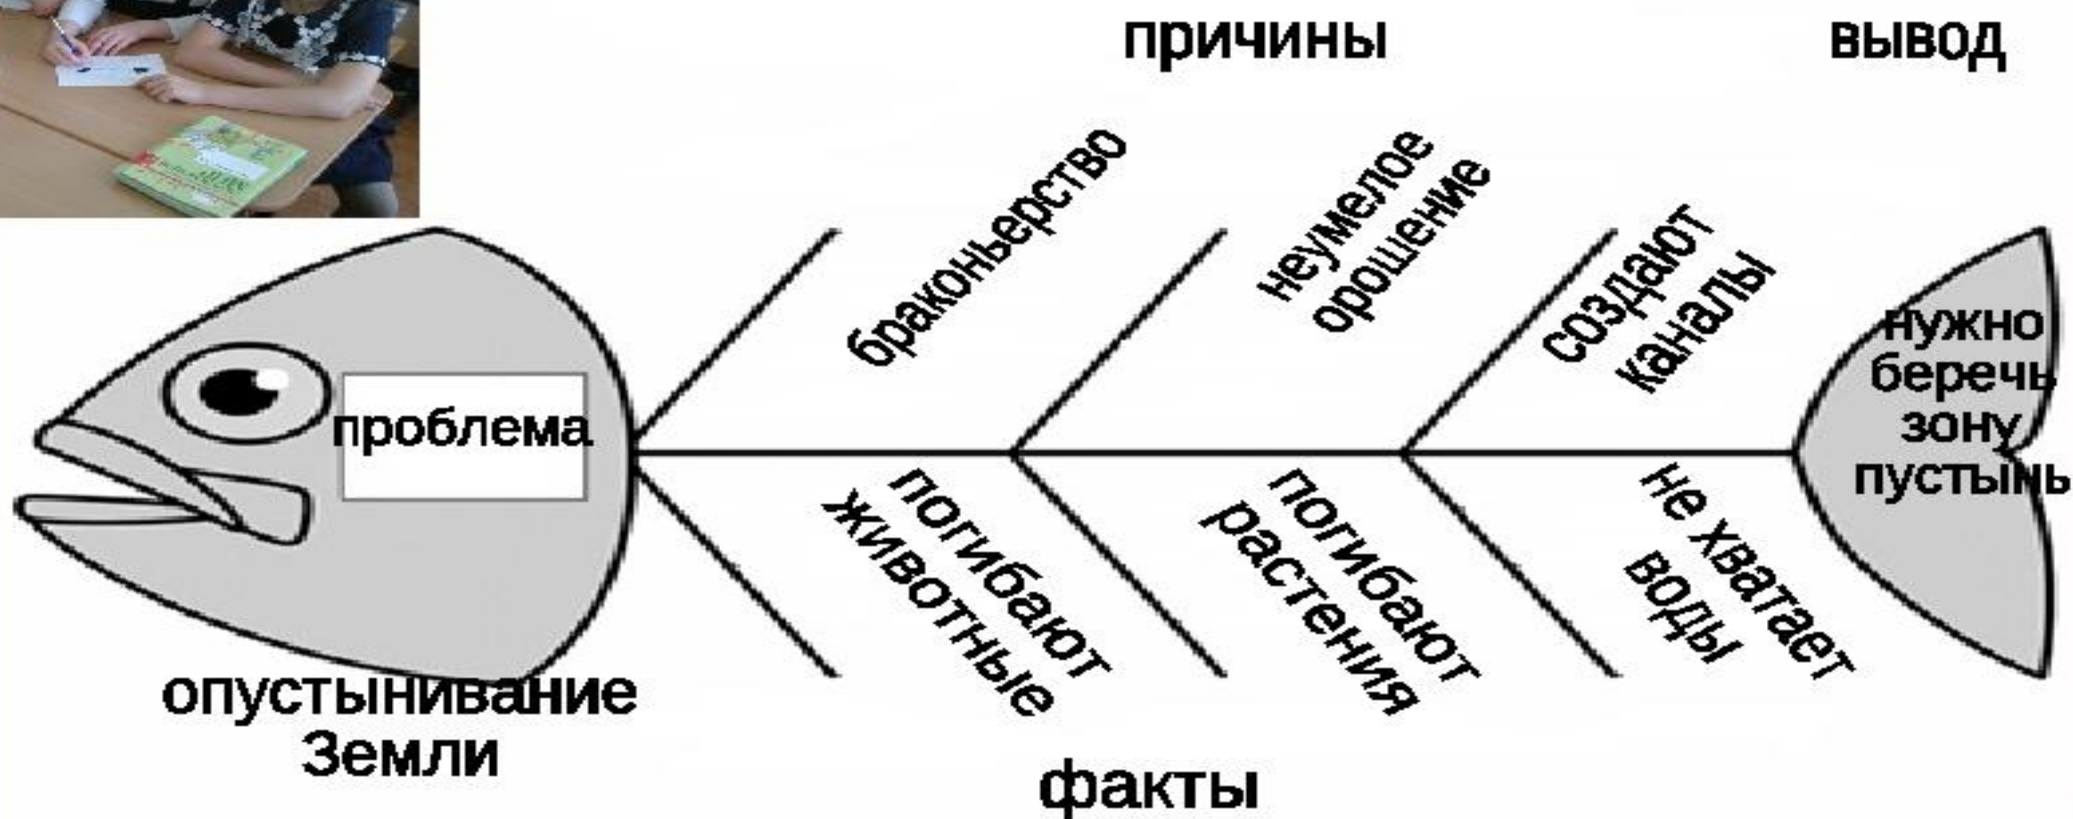 причины
вывод
браконьерство
неумелое
орошение
создают
каналы
нужно
беречь
зону
пустынь
проблема
погибают
животные
погибают
растения
не хватает
воды
опустынивание
Земли
факты